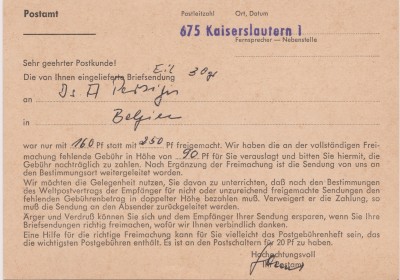 Postamt
Postleitzahl Ort, Datum
675 Kaiserslautern 1
Fernsprecher — Nebenstelle
Sehr geehrter Postkunde!
Eil 30gr
Die von Ihnen eingelieferte Briefsendung
an Dr H
in Belgien
war nur mit 160 Pf statt mit 250 Pf freigemacht. Wir haben die an der vollständigen Frei-
machung fehlende Gebühr in Höhe von 90 Pf für Sie verauslagt und bitten Sie hiermit, die
Gebühr nachträglich zu zahlen. Nach Ergänzung der Freimachung ist die Sendung von uns an
den Bestimmungsort weitergeleitet worden.
Wir möchten die Gelegenheit nutzen, Sie davon zu unterrichten, daß nach den Bestimmungen
des Weltpostvertrags der Empfänger für nicht oder unzureichend freigemachte Sendungen den
fehlenden Gebührenbetrag in doppelter Höhe bezahlen muß. Verweigert er die Zahlung, so
muß die Sendung an den Absender zurückgeleitet werden.
Ärger und Verdruß können Sie sich und dem Empfänger Ihrer Sendung ersparen, wenn Sie Ihre
Briefsendungen richtig freimachen, wofür wir Ihnen verbindlich danken.
Eine Hilfe für die richtige Freimachung kann für Sie vielleicht das Postgebührenheft sein, das
die wichtigsten Postgebühren enthält. Es ist an den Postschaltern für 20 Pf zu haben.
Hochachtungsvoll
Ihr Postamt